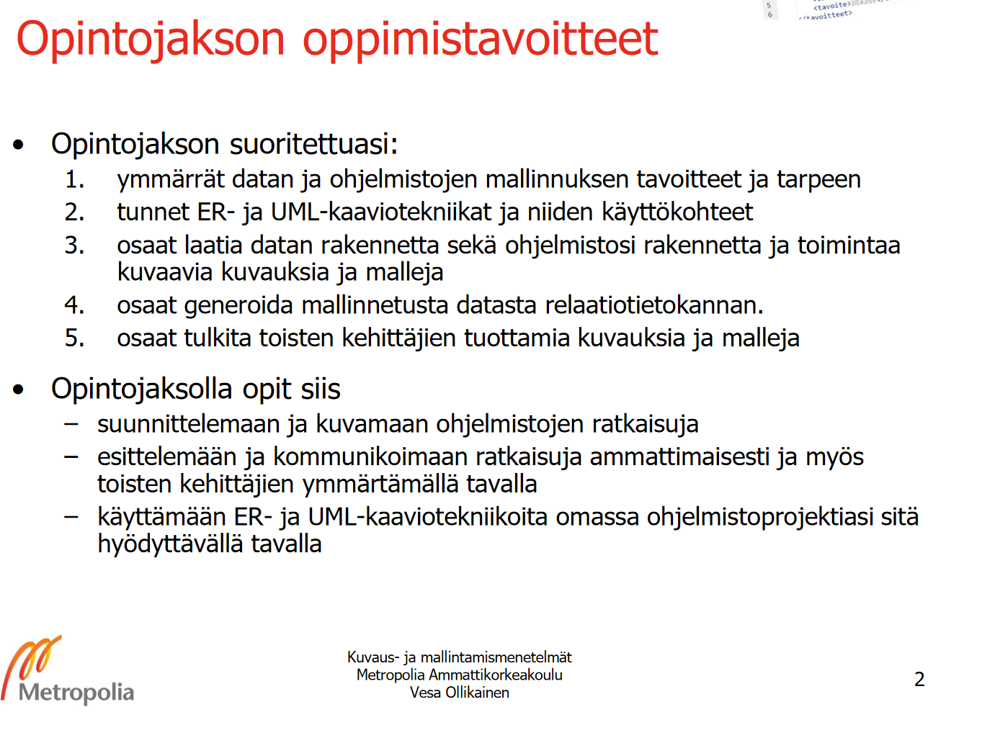 5
<tavoite>
6
</tavoitteet>
Opintojakson oppimistavoitteet
• Opintojakson suoritettuasi:
1. ymmärrät datan ja ohjelmistojen mallinnuksen tavoitteet ja tarpeen
2. tunnet ER- ja UML-kaaviotekniikat ja niiden käyttökohteet
3. osaat laatia datan rakennetta sekä ohjelmistosi rakennetta ja toimintaa
kuvaavia kuvauksia ja malleja
4. osaat generoida mallinnetusta datasta relaatiotietokannan.
5. osaat tulkita toisten kehittäjien tuottamia kuvauksia ja malleja
• Opintojaksolla opit siis
– suunnittelemaan ja kuvamaan ohjelmistojen ratkaisuja
– esittelemään ja kommunikoimaan ratkaisuja ammattimaisesti ja myös
toisten kehittäjien ymmärtämällä tavalla
– käyttämään ER- ja UML-kaaviotekniikoita omassa ohjelmistoprojektiasi sitä
hyödyttävällä tavalla
Metropolia
Kuvaus- ja mallintamismenetelmät
Metropolia Ammattikorkeakoulu
Vesa Ollikainen
2